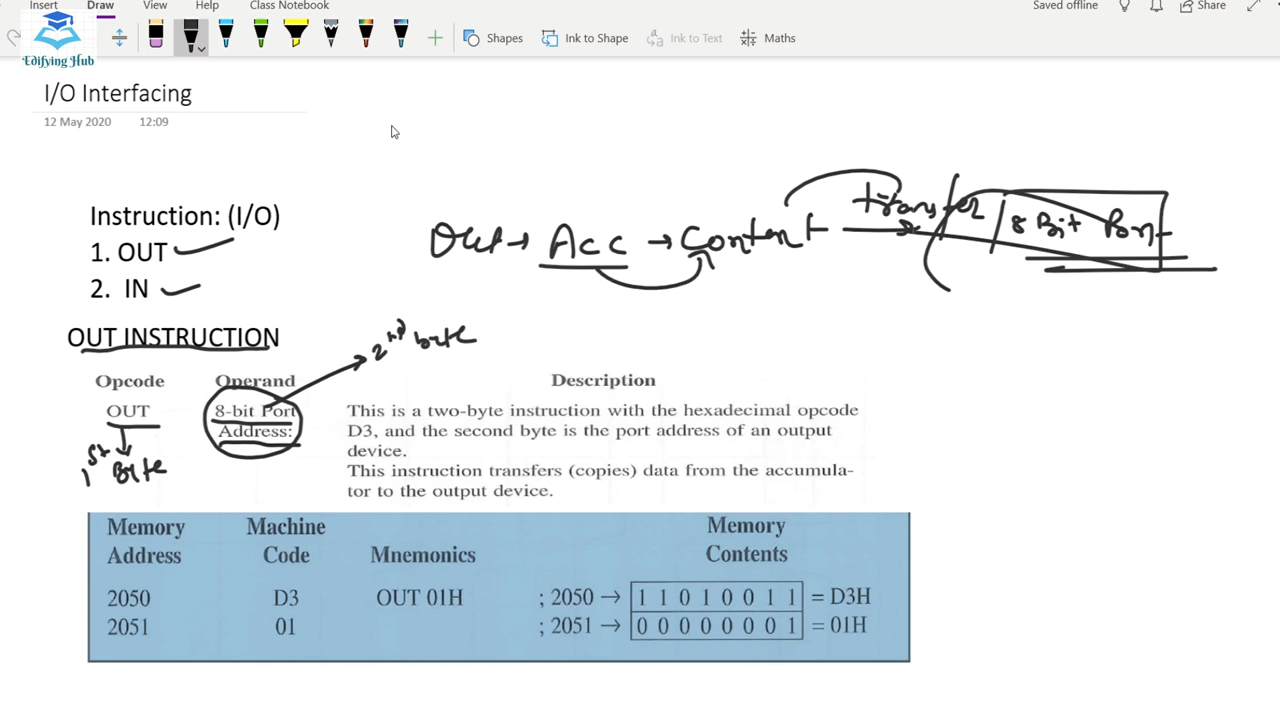 Insert Draw View Help Class Notebook Saved offline Share
Shapes Ink to Shape Ink to Text Maths
Edifying Hub
I/O Interfacing
12 May 2020 12:09
Instruction: (I/O)
1. OUT
2. IN
Out → Acc → Content transfer → 8 Bit Port
OUT INSTRUCTION
2nd byte
Opcode Operand Description
OUT 8-bit Port This is a two-byte instruction with the hexadecimal opcode
Address: D3, and the second byte is the port address of an output
device.
1st Byte
This instruction transfers (copies) data from the accumula-
tor to the output device.
Memory Machine Memory
Address Code Mnemonics Contents
2050 D3 OUT 01H ; 2050 → 1 1 0 1 0 0 1 1 = D3H
2051 01 ; 2051 → 0 0 0 0 0 0 0 1 = 01H